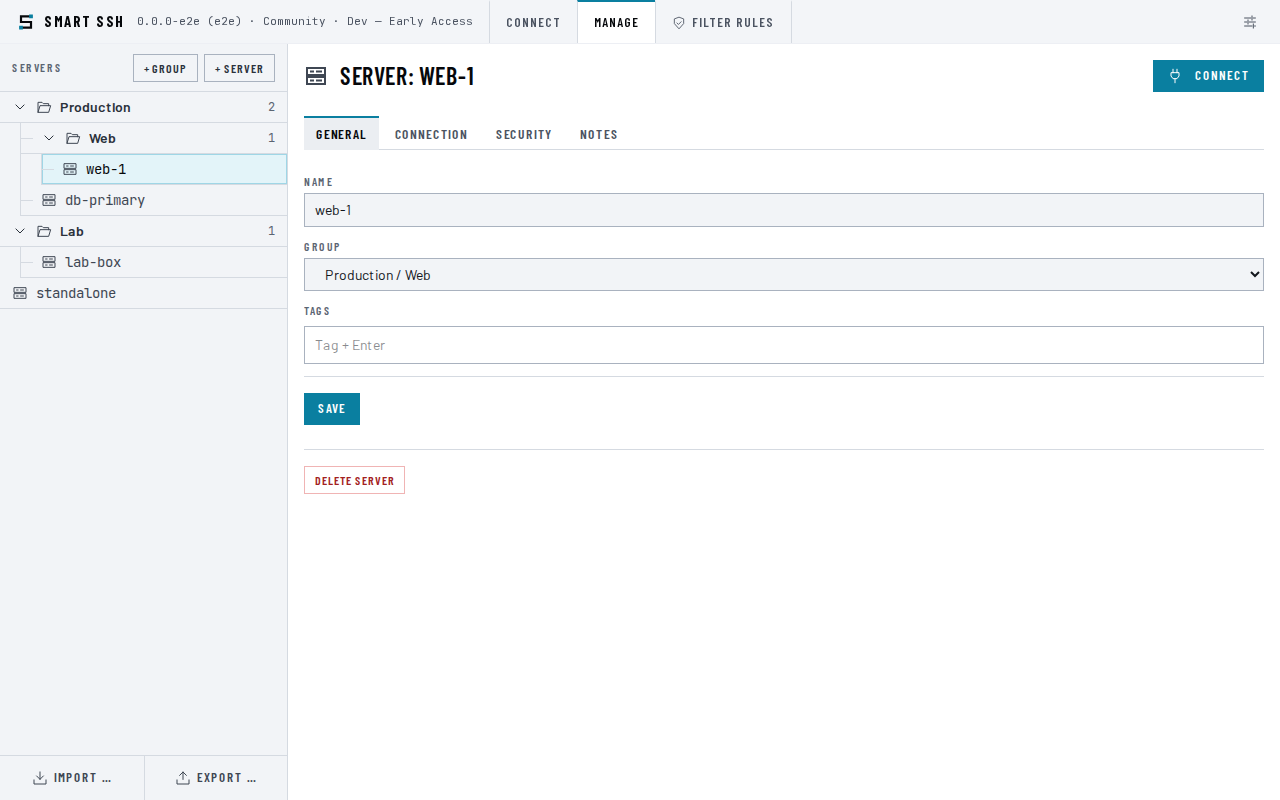 SMART SSH 0.0.0-e2e (e2e) · Community · Dev — Early Access CONNECT MANAGE FILTER RULES
SERVERS + GROUP + SERVER
Production 2
Web 1
web-1
db-primary
Lab 1
lab-box
standalone
IMPORT ... EXPORT ...
SERVER: WEB-1 CONNECT
GENERAL CONNECTION SECURITY NOTES
NAME
web-1
GROUP
Production / Web
TAGS
Tag + Enter
SAVE
DELETE SERVER